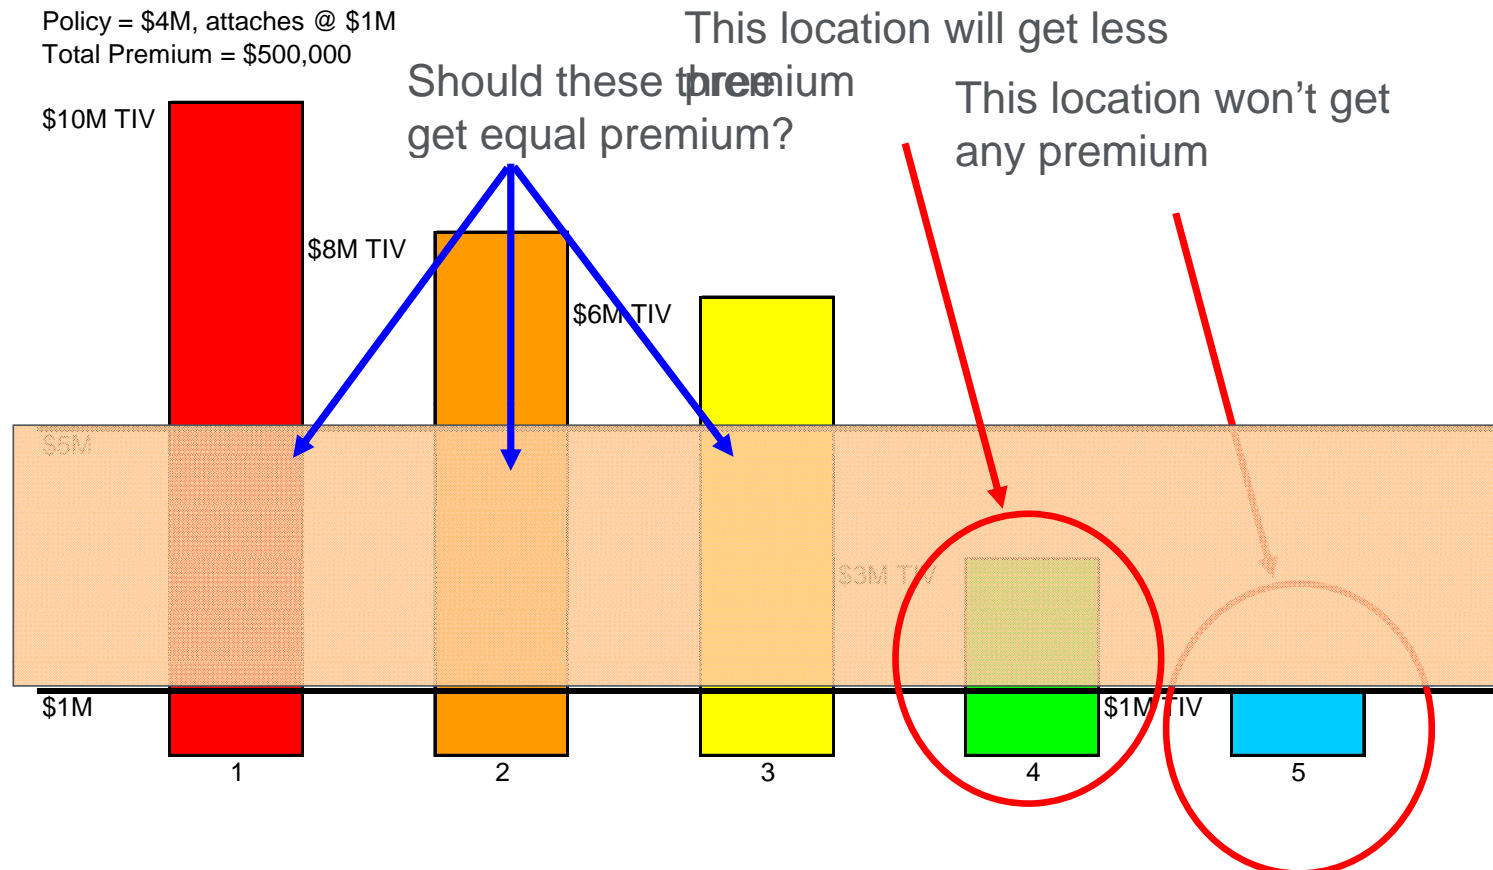 Policy = $4M, attaches @ $1M
Total Premium = $500,000
This location will get less
premium
Should these three
get equal premium?
This location won’t get
any premium
$10M TIV
$8M TIV
$6M TIV
$5M
$3M TIV
$1M
$1M TIV
1
2
3
4
5